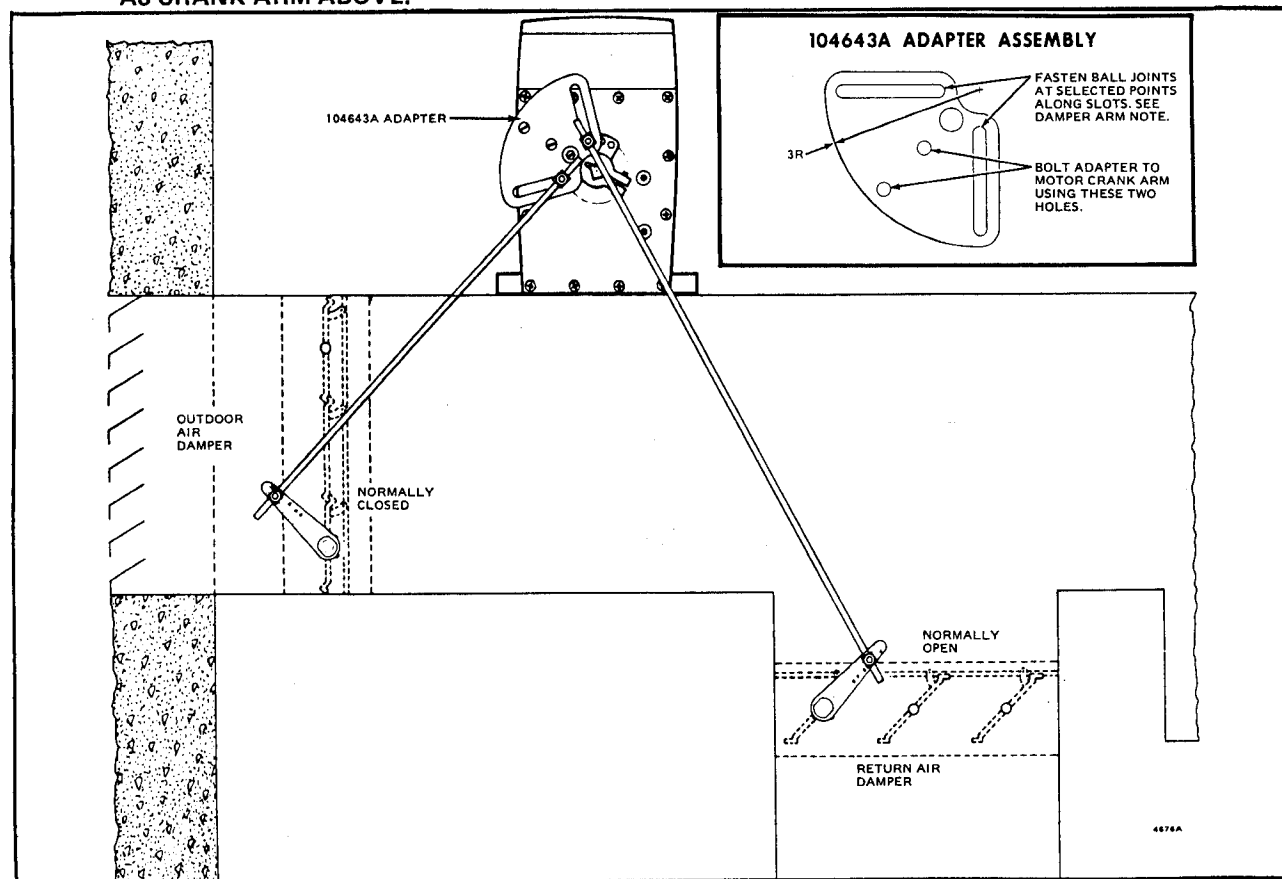 AS CRANK ARM ABOVE.
104643A ADAPTER ASSEMBLY
FASTEN BALL JOINTS
AT SELECTED POINTS
ALONG SLOTS. SEE
DAMPER ARM NOTE.
3R
BOLT ADAPTER TO
MOTOR CRANK ARM
USING THESE TWO
HOLES.
104643A ADAPTER
OUTDOOR
AIR
DAMPER
NORMALLY
CLOSED
NORMALLY
OPEN
RETURN AIR
DAMPER
4676A